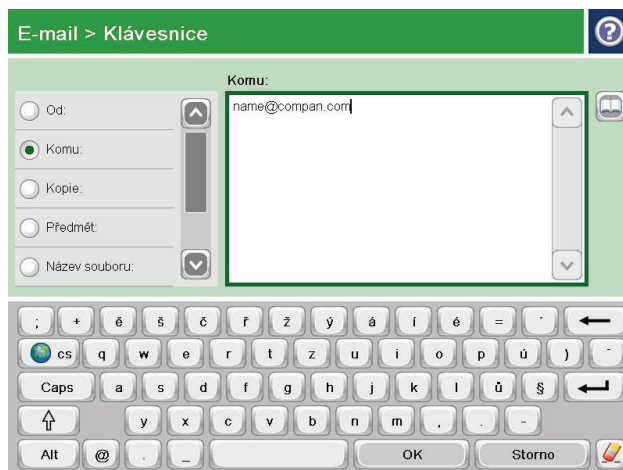 E-mail > Klávesnice
?
Komu:
Od:
name@compan.com
Komu:
Kopie:
Předmět:
Název souboru:
; + ě š č ř ž ý á í é = ´
cs q w e r t z u i o p ú ) ¨
Caps a s d f g h j k l ů §
y x c v b n m , . -
Alt @ . _ OK Storno